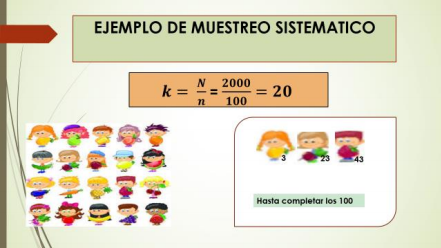 EJEMPLO DE MUESTREO SISTEMATICO
k = N/n = 2000/100 = 20
3 23 43
Hasta completar los 100